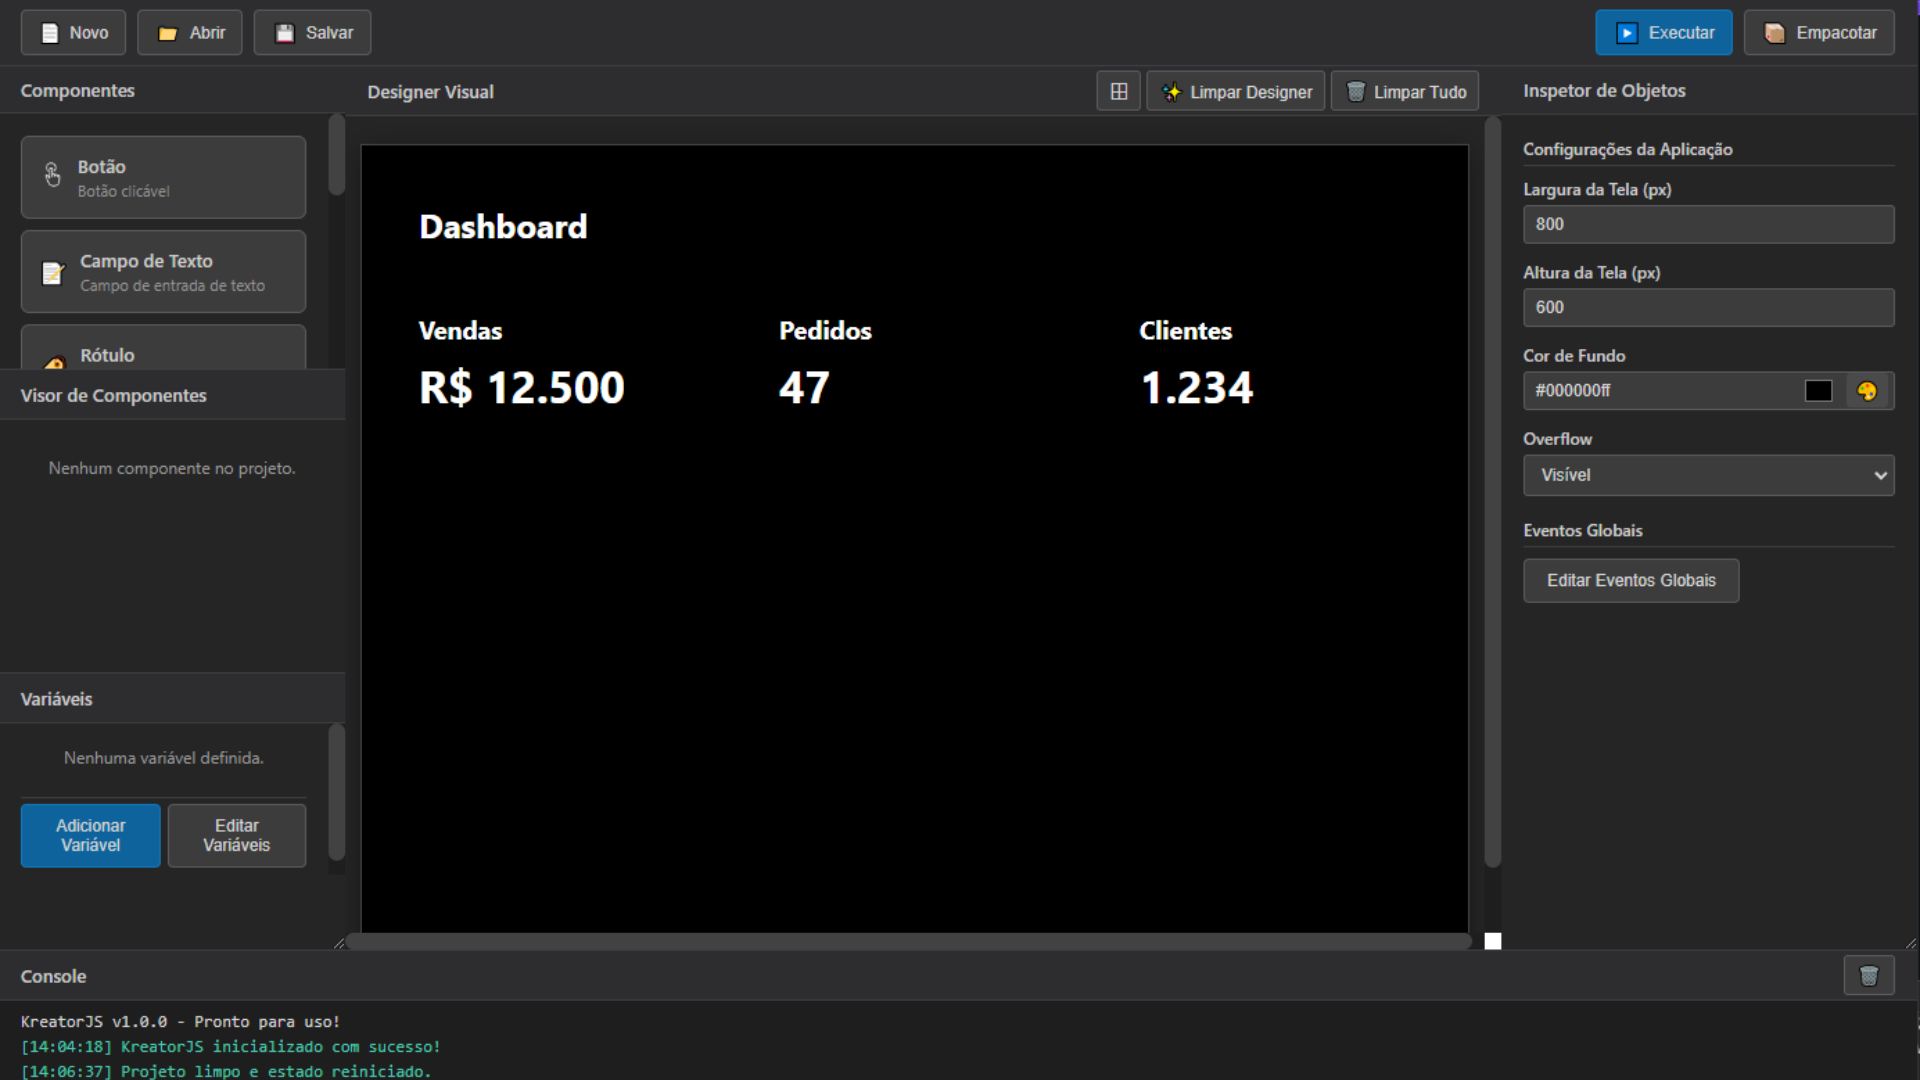 Novo
Abrir
Salvar
Executar
Empacotar
Componentes
Botão
Botão clicável
Campo de Texto
Campo de entrada de texto
Rótulo
Visor de Componentes
Nenhum componente no projeto.
Variáveis
Nenhuma variável definida.
Adicionar
Variável
Editar
Variáveis
Designer Visual
Limpar Designer
Limpar Tudo
Dashboard
Vendas
Pedidos
Clientes
R$ 12.500
47
1.234
Inspetor de Objetos
Configurações da Aplicação
Largura da Tela (px)
800
Altura da Tela (px)
600
Cor de Fundo
#000000ff
Overflow
Visível
Eventos Globais
Editar Eventos Globais
Console
KreatorJS v1.0.0 - Pronto para uso!
[14:04:18] KreatorJS inicializado com sucesso!
[14:06:37] Projeto limpo e estado reiniciado.